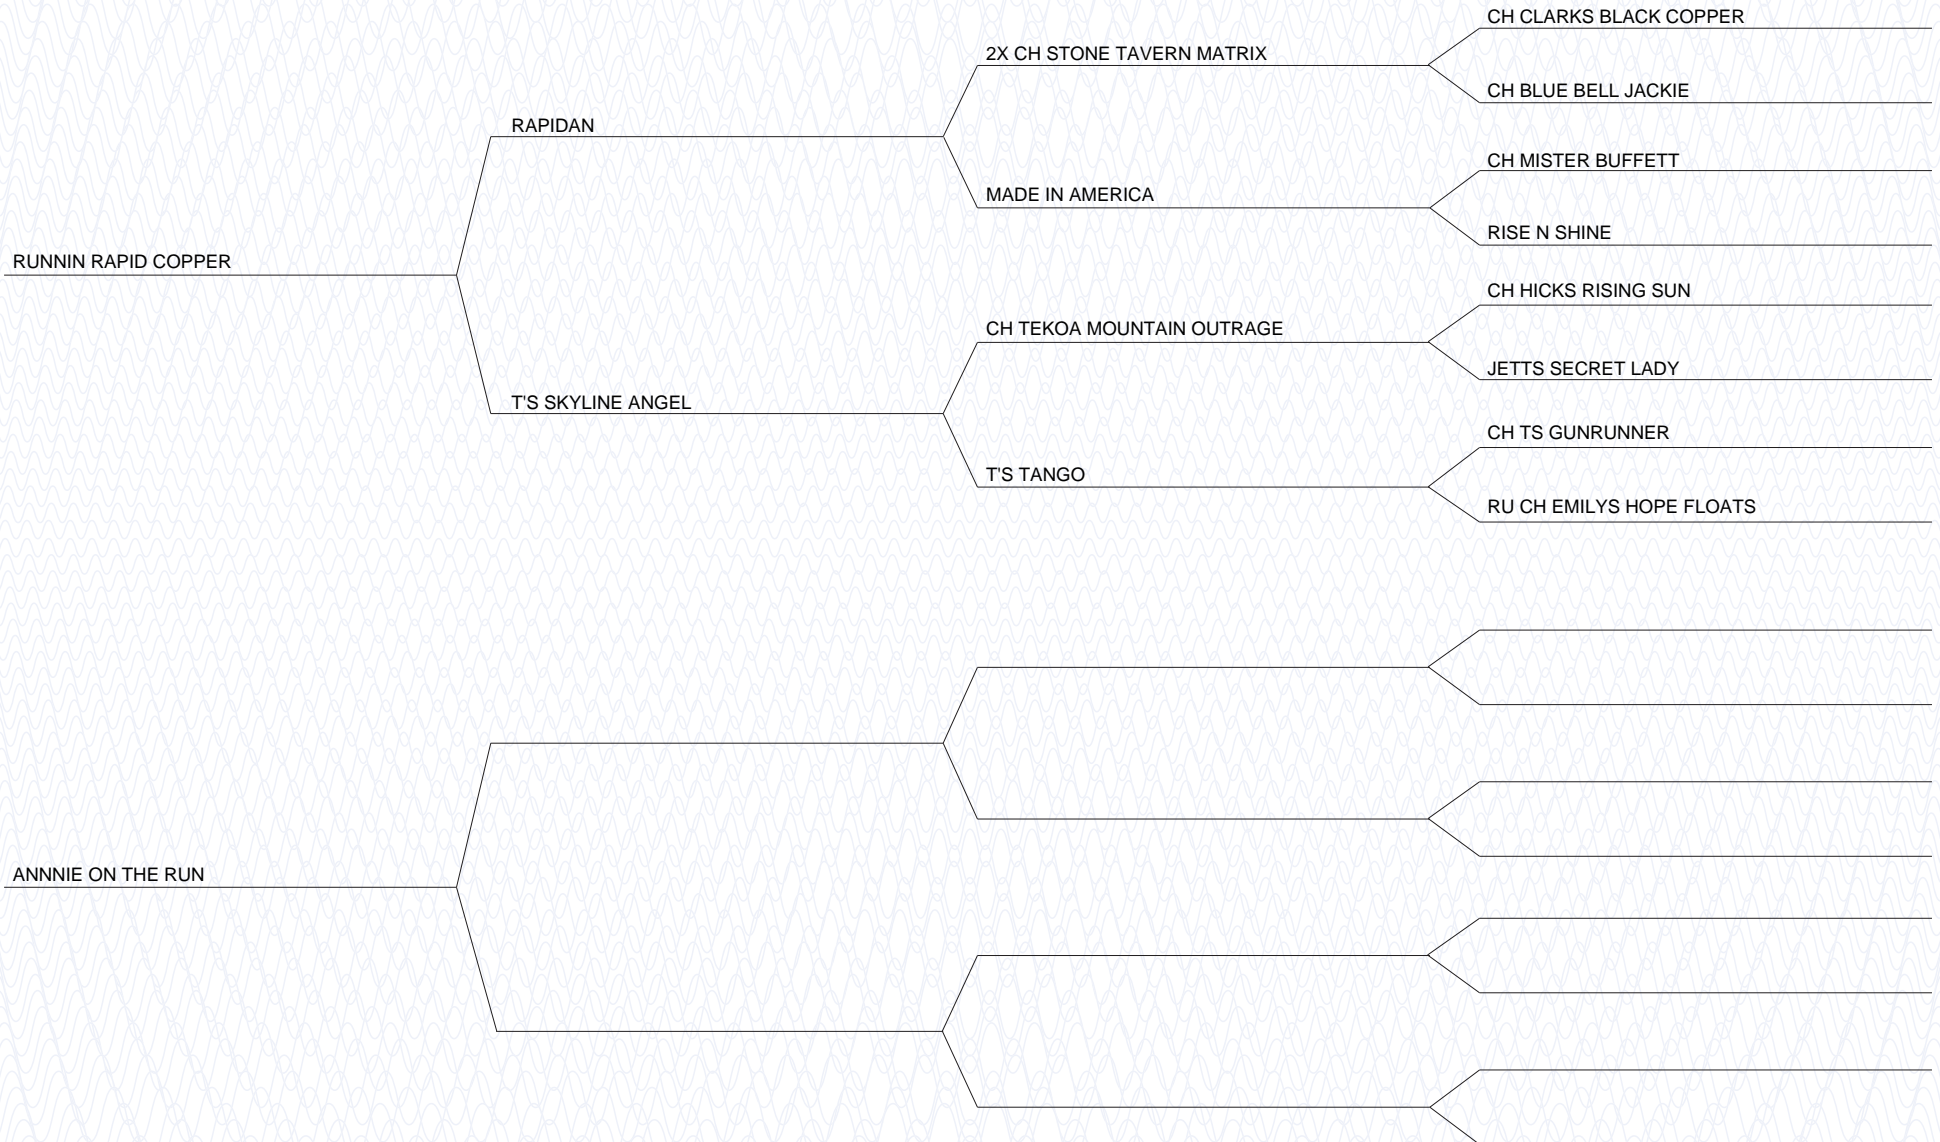 CH CLARKS BLACK COPPER
2X CH STONE TAVERN MATRIX
CH BLUE BELL JACKIE
RAPIDAN
CH MISTER BUFFETT
MADE IN AMERICA
RISE N SHINE
RUNNIN RAPID COPPER
CH HICKS RISING SUN
CH TEKOA MOUNTAIN OUTRAGE
JETTS SECRET LADY
T'S SKYLINE ANGEL
CH TS GUNRUNNER
T'S TANGO
RU CH EMILYS HOPE FLOATS
ANNNIE ON THE RUN